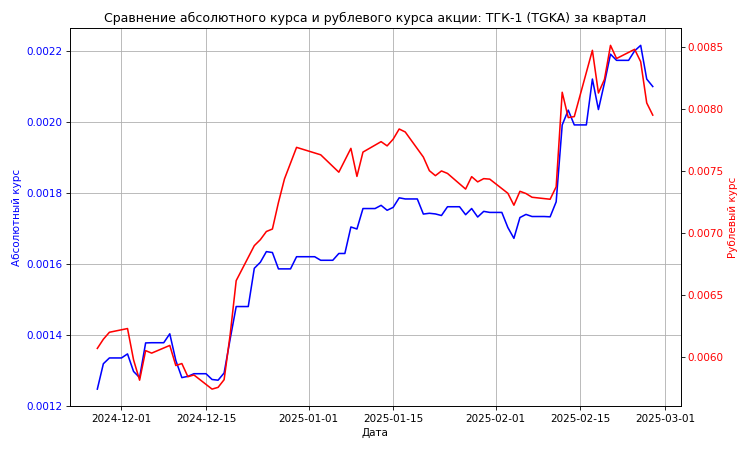 Сравнение абсолютного курса и рублевого курса акции: ТГК-1 (TGKA) за квартал
Абсолютный курс
0.0022
0.0020
0.0018
0.0016
0.0014
0.0012
0.0085
0.0080
0.0075
0.0070
0.0065
0.0060
Рублевый курс
2024-12-01 2024-12-15 2025-01-01 2025-01-15 2025-02-01 2025-02-15 2025-03-01
Дата